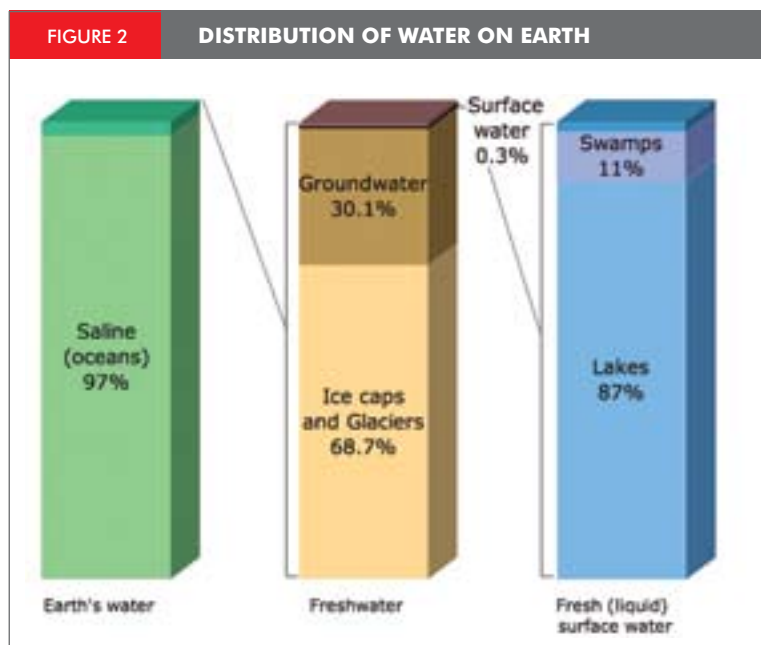 FIGURE 2
DISTRIBUTION OF WATER ON EARTH
Saline
(oceans)
97%
Earth's water
Surface
water
0.3%
Groundwater
30.1%
Ice caps
and Glaciers
68.7%
Freshwater
Swamps
11%
Lakes
87%
Fresh (liquid)
surface water